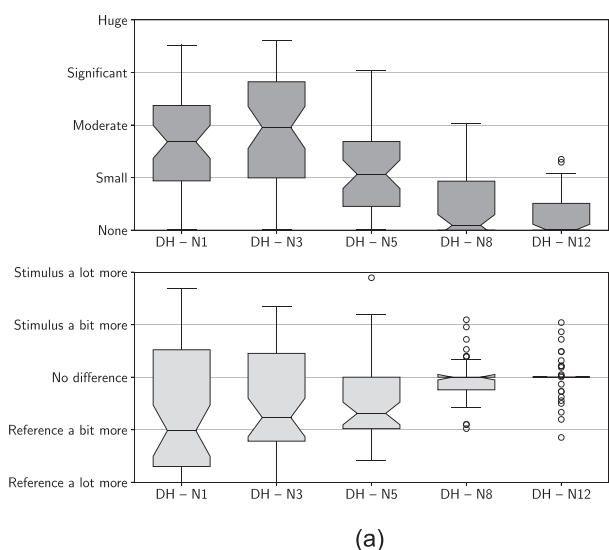 Huge
Significant
Moderate
Small
None
DH – N1 DH – N3 DH – N5 DH – N8 DH – N12
Stimulus a lot more
Stimulus a bit more
No difference
Reference a bit more
Reference a lot more
DH – N1 DH – N3 DH – N5 DH – N8 DH – N12
(a)